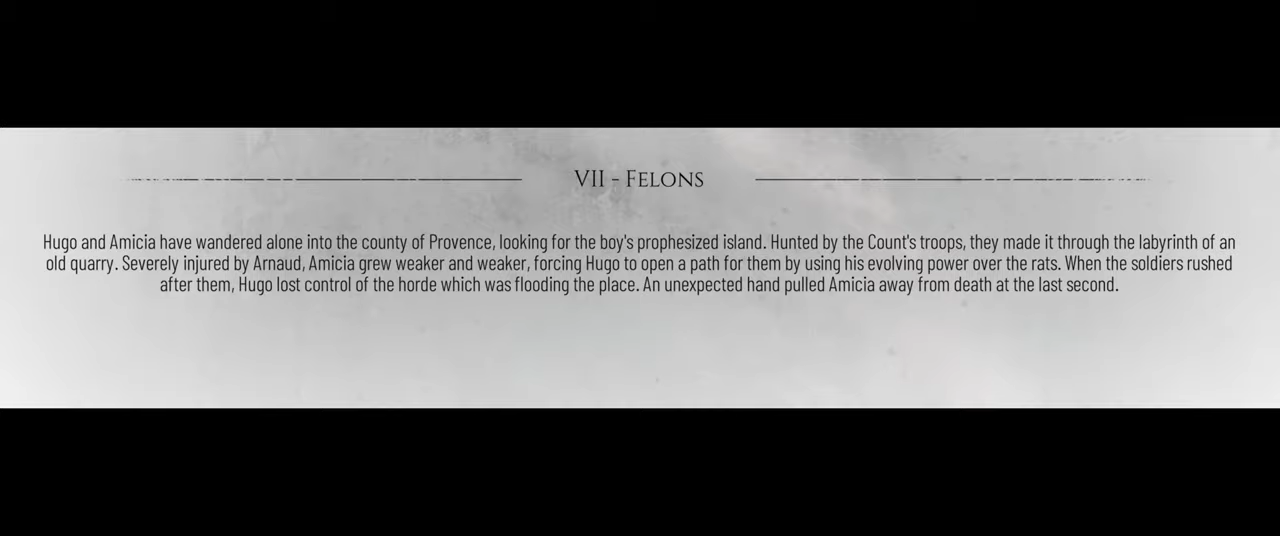 VII - Felons
Hugo and Amicia have wandered alone into the county of Provence, looking for the boy's prophesized island. Hunted by the Count's troops, they made it through the labyrinth of an
old quarry. Severely injured by Arnaud, Amicia grew weaker and weaker, forcing Hugo to open a path for them by using his evolving power over the rats. When the soldiers rushed
after them, Hugo lost control of the horde which was flooding the place. An unexpected hand pulled Amicia away from death at the last second.